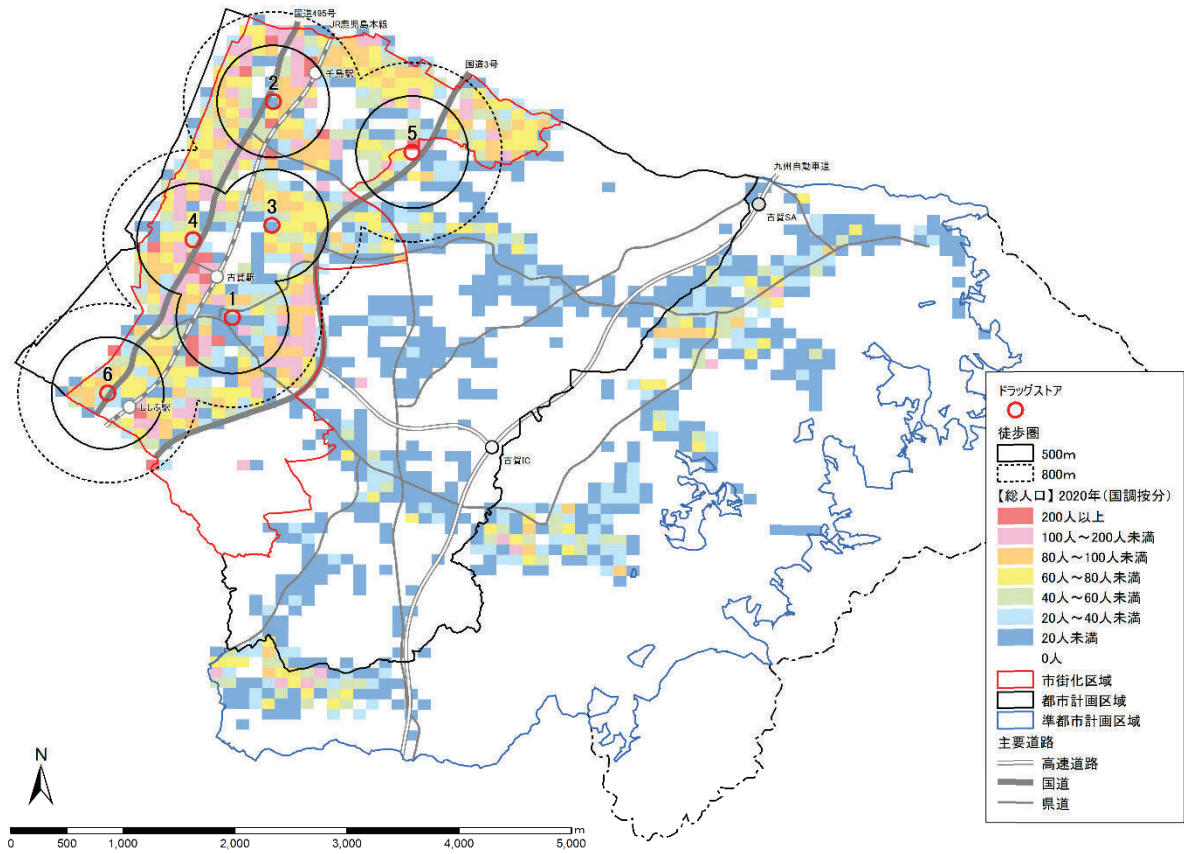 国道495号
JR鹿児島本線
千鳥駅
国道3号
2
5
九州自動車道
古賀SA
3
4
古賀駅
1
6
ししぶ駅
古賀IC
ドラッグストア
徒歩圏
500m
800m
【総人口】 2020年(国調按分)
200人以上
100人～200人未満
80人～100人未満
60人～80人未満
40人～60人未満
20人～40人未満
20人未満
0人
市街化区域
都市計画区域
準都市計画区域
主要道路
高速道路
国道
県道
N
0 500 1,000 2,000 3,000 4,000 5,000 m